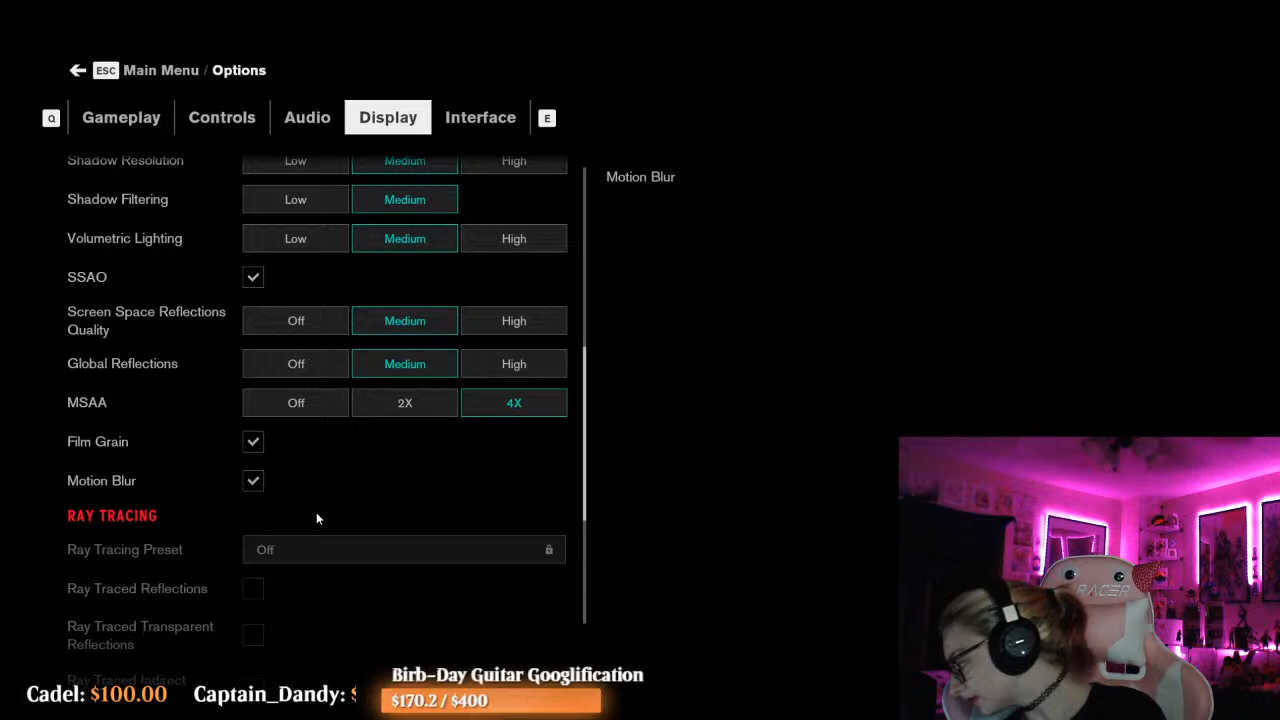 ESC Main Menu / Options
Q Gameplay Controls Audio Display Interface E
Shadow Resolution Low Medium High
Motion Blur
Shadow Filtering Low Medium
Volumetric Lighting Low Medium High
SSAO
Screen Space Reflections
Quality Off Medium High
Global Reflections Off Medium High
MSAA Off 2X 4X
Film Grain
Motion Blur
RAY TRACING
Ray Tracing Preset Off
Ray Traced Reflections
Ray Traced Transparent
Reflections
Ray Traced Indirect
Birb-Day Guitar Googlification
Cadel: $100.00 Captain_Dandy: $
$170.2 / $400
RACER